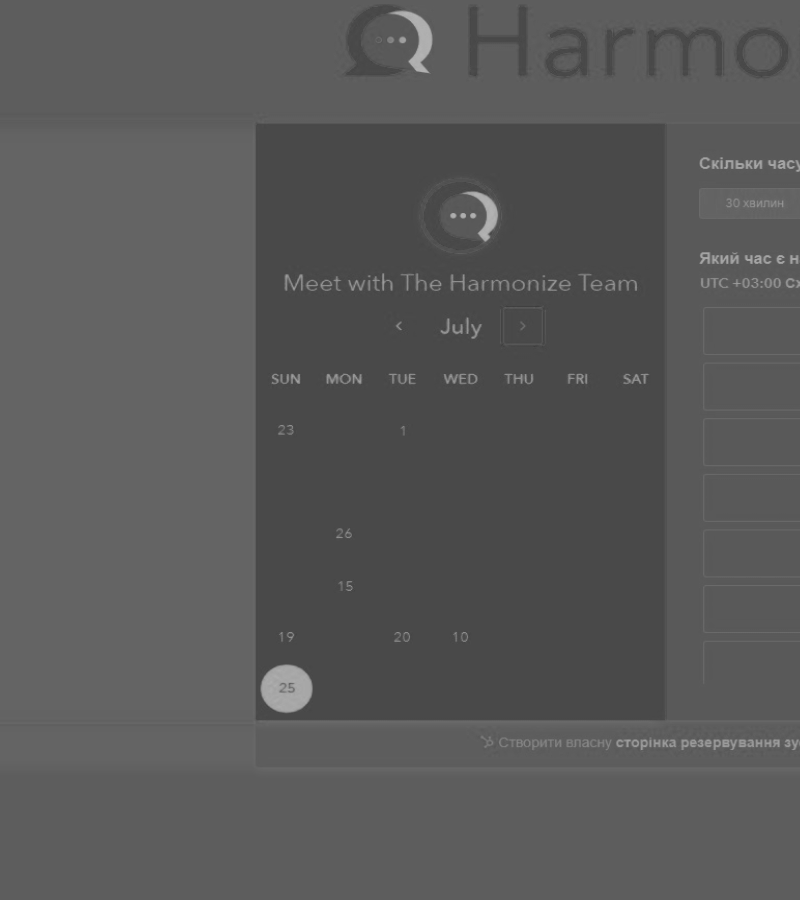 Harmo
Скільки часу
30 хвилин
Meet with The Harmonize Team
Який час є н
UTC +03:00 Сх
July
SUN MON TUE WED THU FRI SAT
23 1
26
15
19 20 10
25
Створити власну сторінка резервування зу